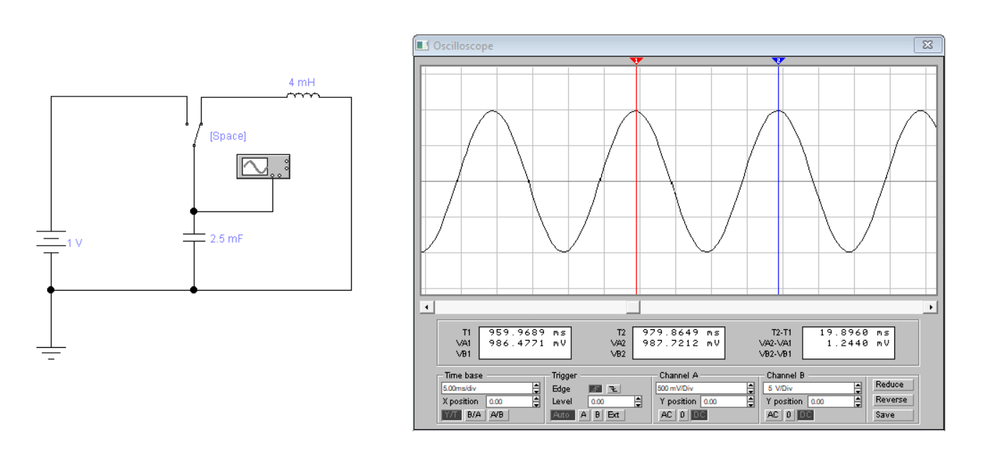 4 mH
[Space]
1 V
2.5 mF
Oscilloscope
1
2
T1 959.9689 ms
VA1 986.4771 mV
VB1
T2 979.8649 ms
VA2 987.7212 mV
VB2
T2-T1 19.8960 ms
VA2-VA1 1.2440 mV
VB2-VB1
Time base
5.00ms/div
X position 0.00
Y/T B/A A/B
Trigger
Edge
Level 0.00
Auto A B Ext
Channel A
500 mV/Div
Y position 0.00
AC 0 DC
Channel B
5 V/Div
Y position 0.00
AC 0 DC
Reduce
Reverse
Save